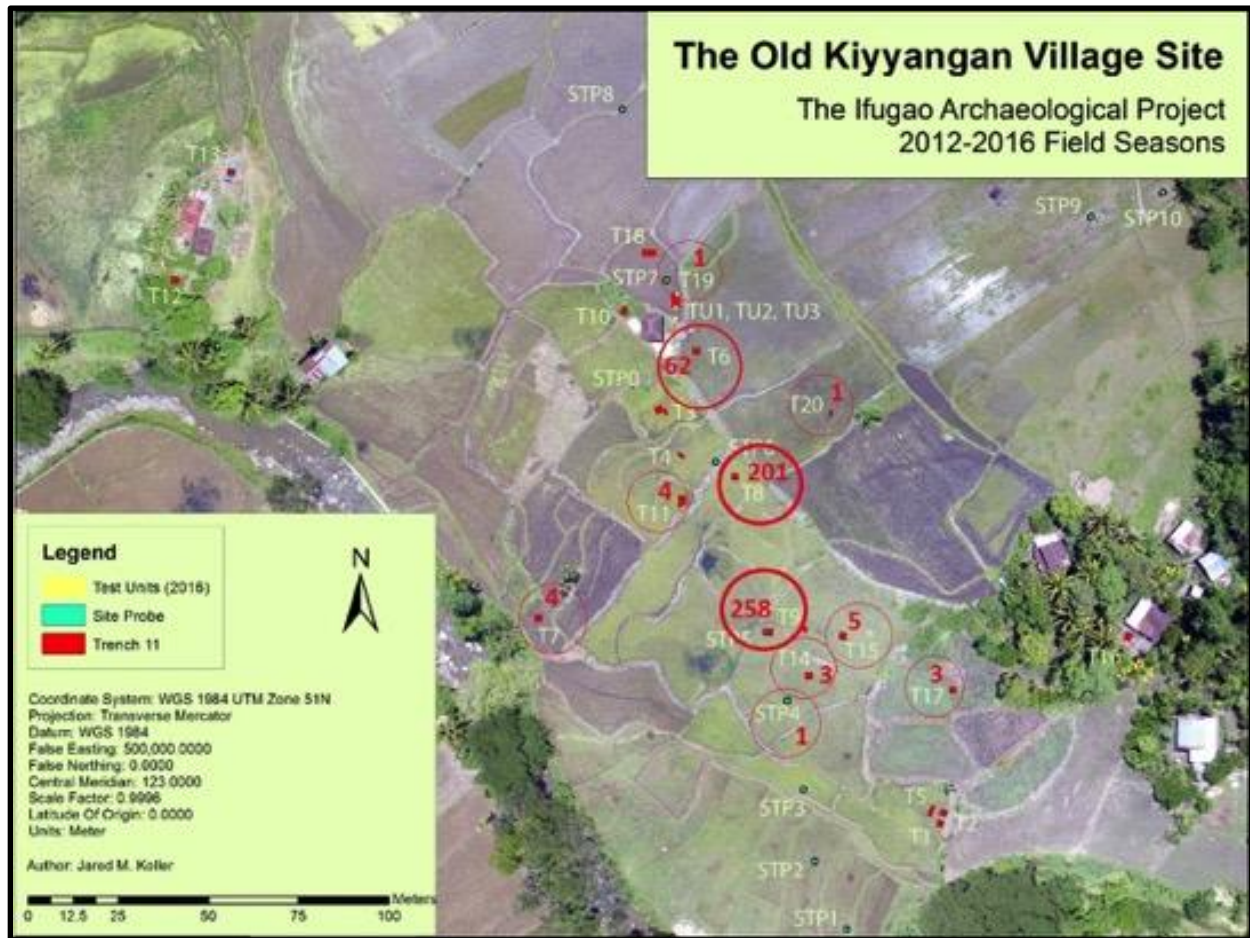 The Old Kiyyangan Village Site
The Ifugao Archaeological Project
2012-2016 Field Seasons
STP8
T13
STP9
STP10
T18
1
STP7
T19
T12
T10
TU1, TU2, TU3
62
T6
STP0
1
T20
T3
T4
201
T8
4
T11
4
T7
258
T9
5
T15
T14
3
3
T17
STP4
1
STP3
T5
T2
T1
STP2
STP1
Legend
Test Units (2016)
Site Probe
Trench 11
N
Coordinate System: WGS 1984 UTM Zone 51N
Projection: Transverse Mercator
Datum: WGS 1984
False Easting: 500,000.0000
False Northing: 0.0000
Central Meridian: 123.0000
Scale Factor: 0.9996
Latitude Of Origin: 0.0000
Units: Meter
Author: Jared M. Koller
Meters
0 12.5 25 50 75 100